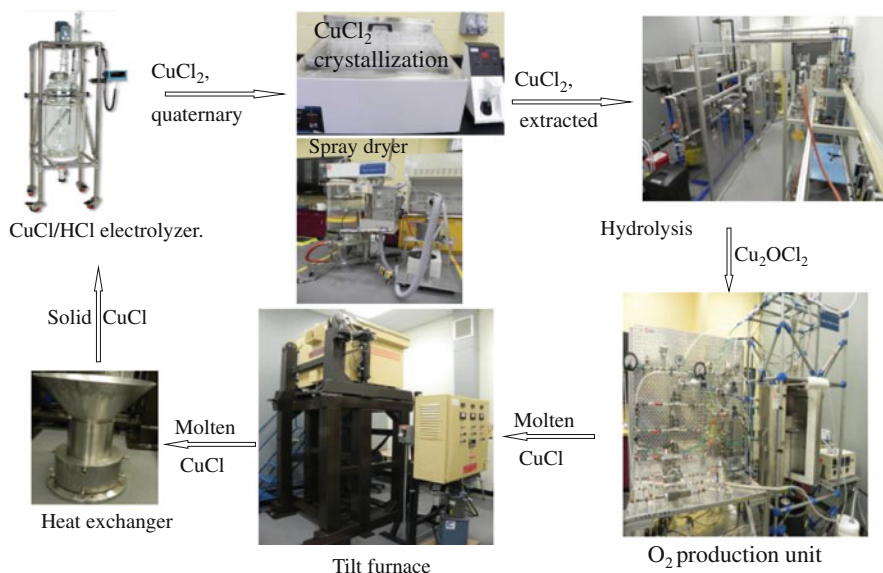 CuCl₂
crystallization
CuCl₂,
quaternary
CuCl₂,
extracted
Spray dryer
CuCl/HCl electrolyzer.
Hydrolysis
Cu₂OCl₂
Solid CuCl
Molten
CuCl
Molten
CuCl
Heat exchanger
Tilt furnace
O₂ production unit